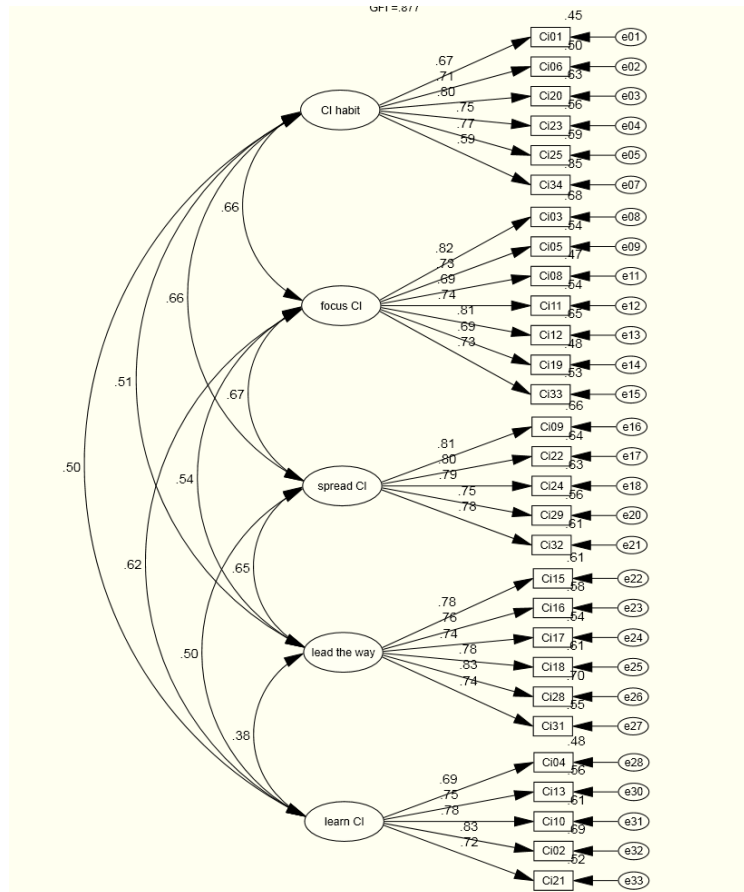 GFI =.877
.45
Ci01 e01
.67
.50
Ci06 e02
.71
.63
Ci20 e03
.80
.56
Ci23 e04
.75
.59
Ci25 e05
.77
.35
Ci34 e07
.59
CI habit
.68
Ci03 e08
.82
.54
Ci05 e09
.73
.47
Ci08 e11
.69
.54
Ci11 e12
.74
.65
Ci12 e13
.81
.48
Ci19 e14
.69
.53
Ci33 e15
.73
focus CI
.66
.66
.51
.50
.66
Ci09 e16
.81
.64
Ci22 e17
.80
.63
Ci24 e18
.79
.56
Ci29 e20
.75
.61
Ci32 e21
.78
spread CI
.67
.54
.62
.61
Ci15 e22
.78
.58
Ci16 e23
.76
.54
Ci17 e24
.74
.61
Ci18 e25
.78
.70
Ci28 e26
.83
.55
Ci31 e27
.74
lead the way
.65
.50
.48
Ci04 e28
.69
.56
Ci13 e30
.75
.61
Ci10 e31
.78
.69
Ci02 e32
.83
.52
Ci21 e33
.72
learn CI
.38